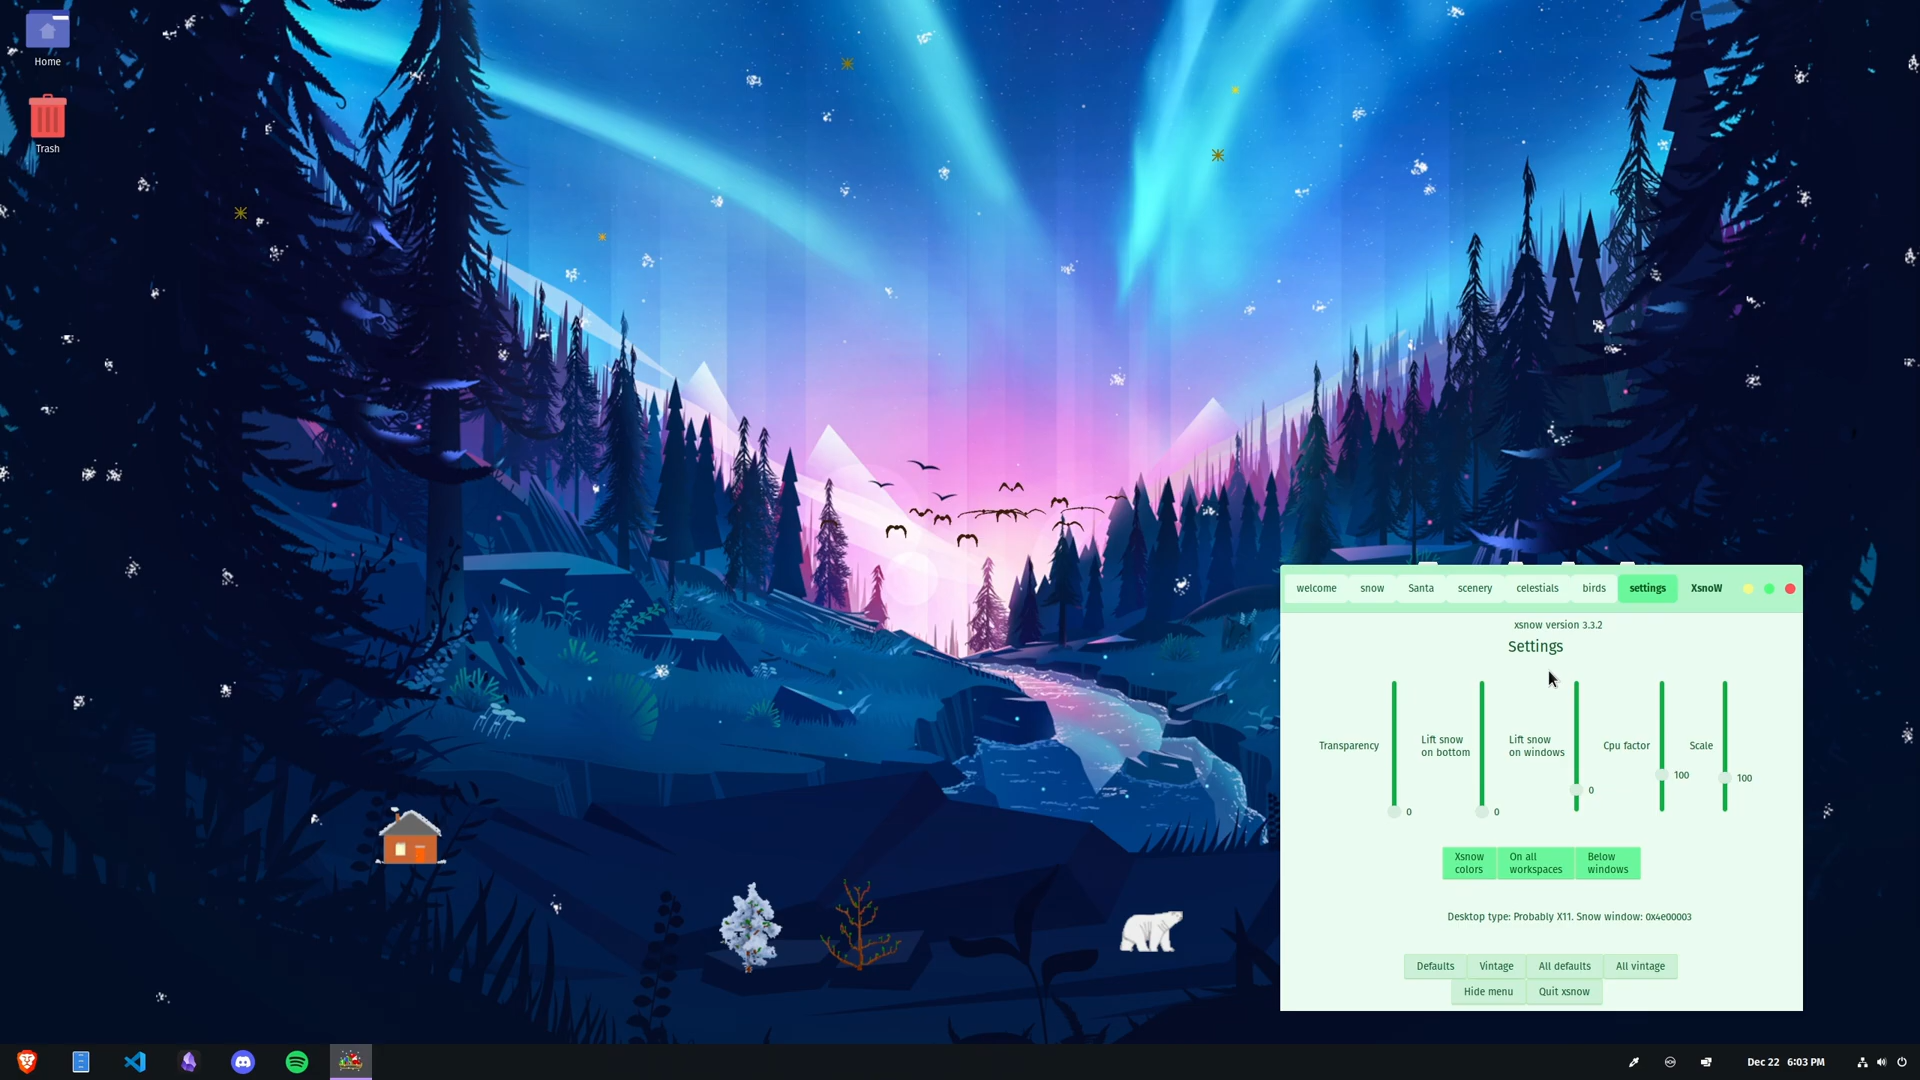 Home
Trash
welcome snow Santa scenery celestials birds settings XsnoW
xsnow version 3.3.2
Settings
Transparency
0
Lift snow
on bottom
0
Lift snow
on windows
0
Cpu factor
100
Scale
100
Xsnow
colors
On all
workspaces
Below
windows
Desktop type: Probably X11. Snow window: 0x4e00003
Defaults Vintage All defaults All vintage
Hide menu Quit xsnow
Dec 22 6:03 PM